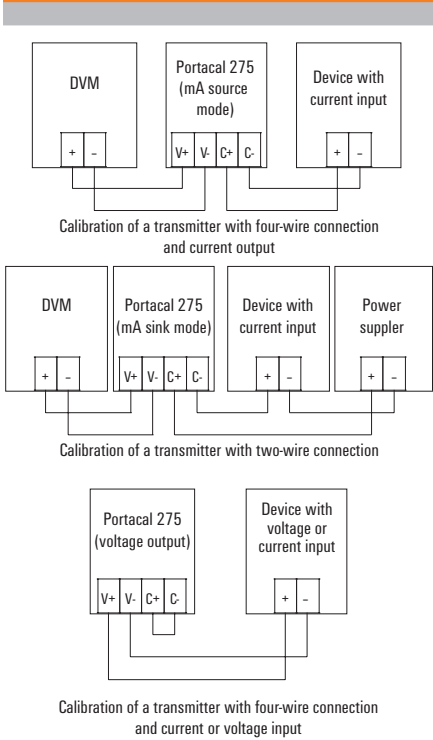 DVM
Portacal 275
(mA source
mode)
Device with
current input
+ –
V+ V- C+ C-
+ –
Calibration of a transmitter with four-wire connection
and current output
DVM
Portacal 275
(mA sink mode)
Device with
current input
Power
suppler
+ –
V+ V- C+ C-
+ –
+ –
Calibration of a transmitter with two-wire connection
Portacal 275
(voltage output)
Device with
voltage or
current input
V+ V- C+ C-
+ –
Calibration of a transmitter with four-wire connection
and current or voltage input